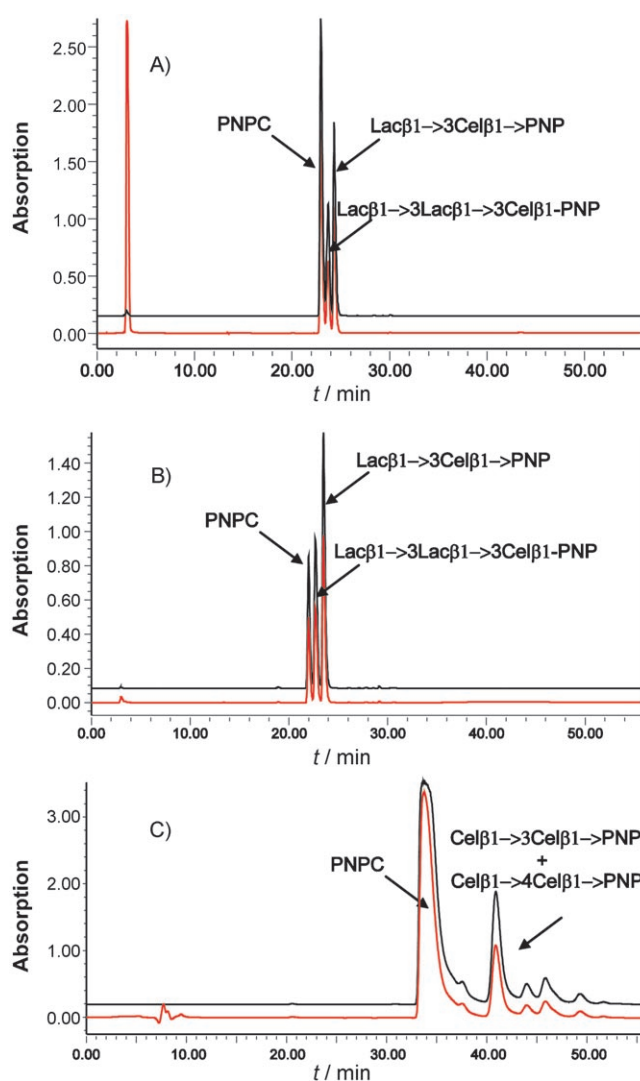 A)
Absorption
2.50
2.00
1.50
1.00
0.50
0.00
PNPC
Lacβ1–>3Celβ1–>PNP
Lacβ1–>3Lacβ1–>3Celβ1-PNP
0.00 10.00 20.00 30.00 40.00 50.00
t / min
B)
Absorption
1.40
1.20
1.00
0.80
0.60
0.40
0.20
0.00
PNPC
Lacβ1–>3Celβ1–>PNP
Lacβ1–>3Lacβ1–>3Celβ1-PNP
0.00 10.00 20.00 30.00 40.00 50.00
t / min
C)
Absorption
3.00
2.00
1.00
0.00
PNPC
Celβ1–>3Celβ1–>PNP
+
Celβ1–>4Celβ1–>PNP
0.00 10.00 20.00 30.00 40.00 50.00
t / min